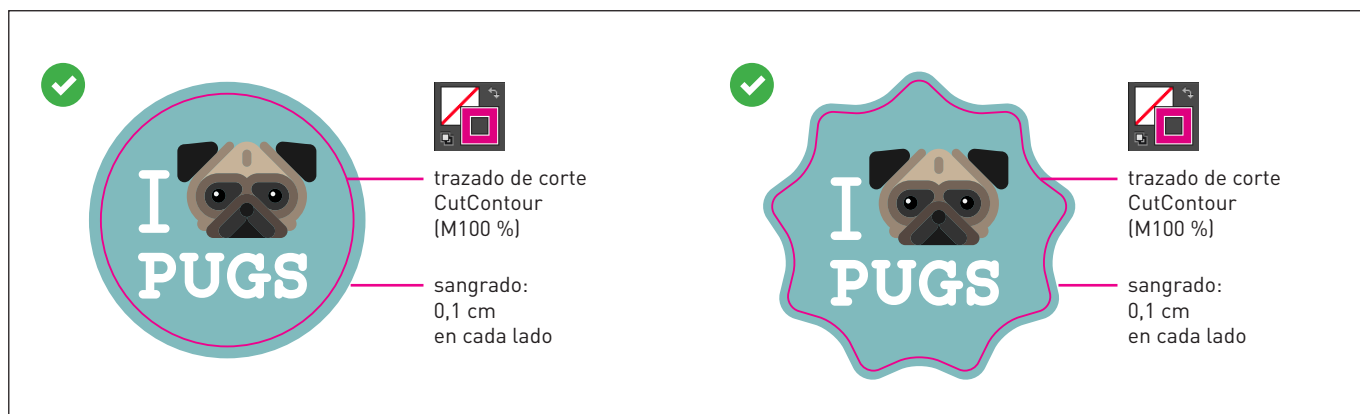 I
PUGS
trazado de corte
CutContour
(M100 %)
sangrado:
0,1 cm
en cada lado
I
PUGS
trazado de corte
CutContour
(M100 %)
sangrado:
0,1 cm
en cada lado